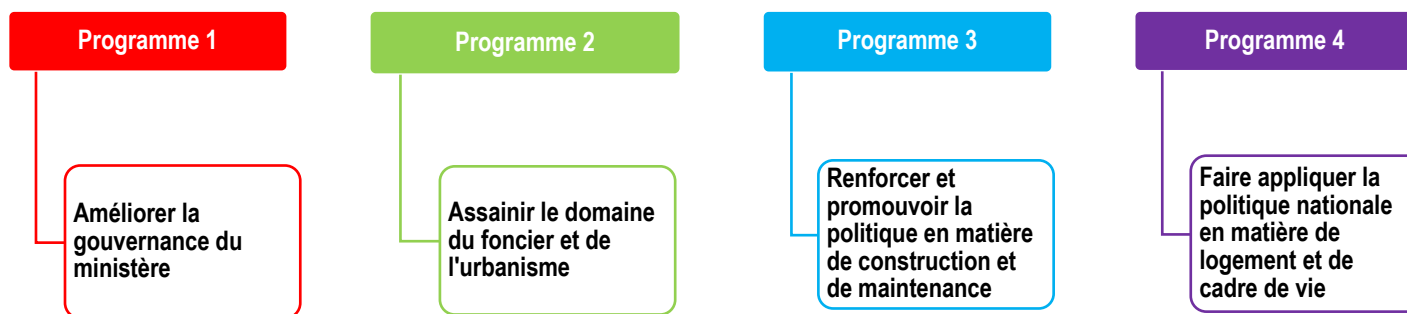 Programme 1
Améliorer la
gouvernance du
ministère
Programme 2
Assainir le domaine
du foncier et de
l'urbanisme
Programme 3
Renforcer et
promouvoir la
politique en matière
de construction et
de maintenance
Programme 4
Faire appliquer la
politique nationale
en matière de
logement et de
cadre de vie